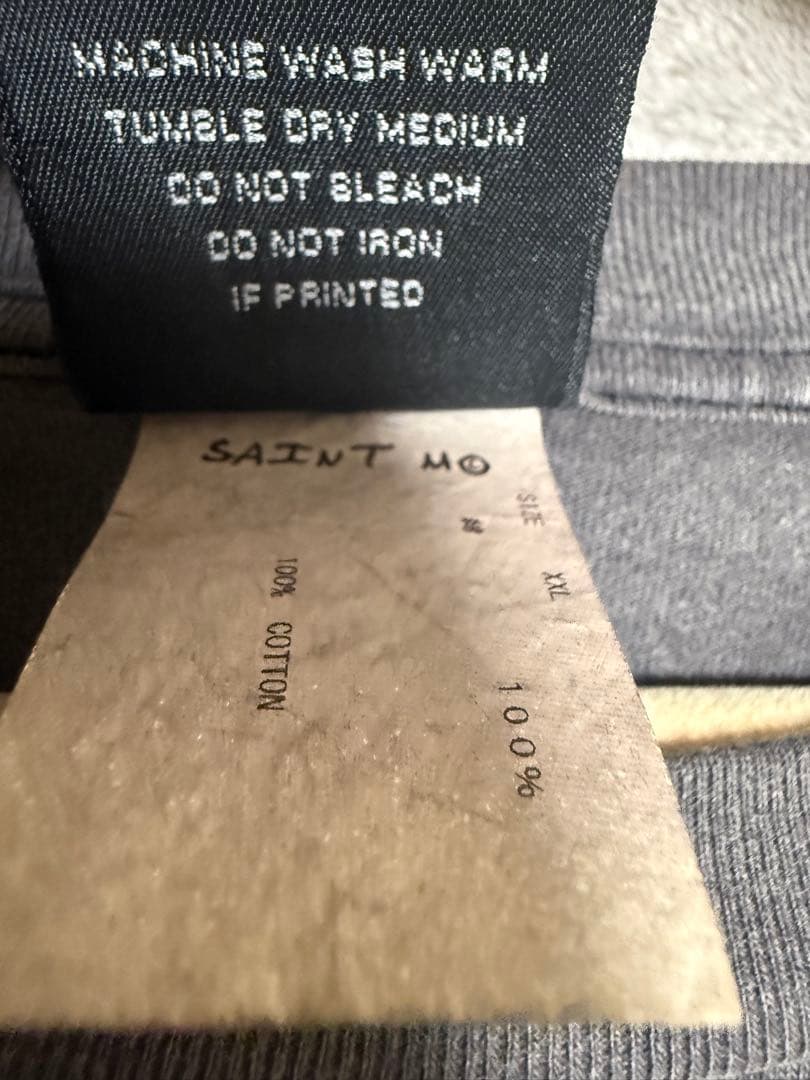 MACHINE WASH WARM
TUMBLE DRY MEDIUM
DO NOT BLEACH
DO NOT IRON
IF PRINTED
SAINT M©
SIZE XXL
100%
100% COTTON